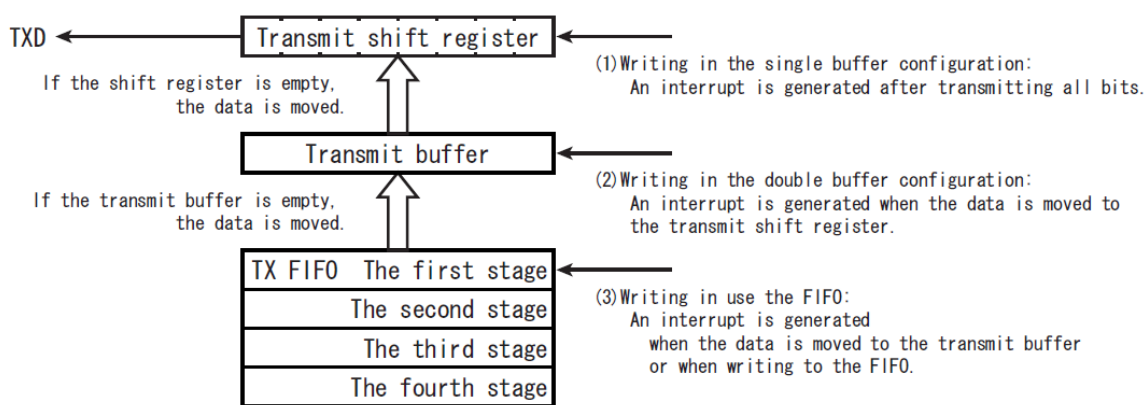 TXD
Transmit shift register
(1)Writing in the single buffer configuration:
An interrupt is generated after transmitting all bits.
If the shift register is empty,
the data is moved.
Transmit buffer
(2)Writing in the double buffer configuration:
An interrupt is generated when the data is moved to
the transmit shift register.
If the transmit buffer is empty,
the data is moved.
TX FIFO The first stage
The second stage
The third stage
The fourth stage
(3)Writing in use the FIFO:
An interrupt is generated
when the data is moved to the transmit buffer
or when writing to the FIFO.